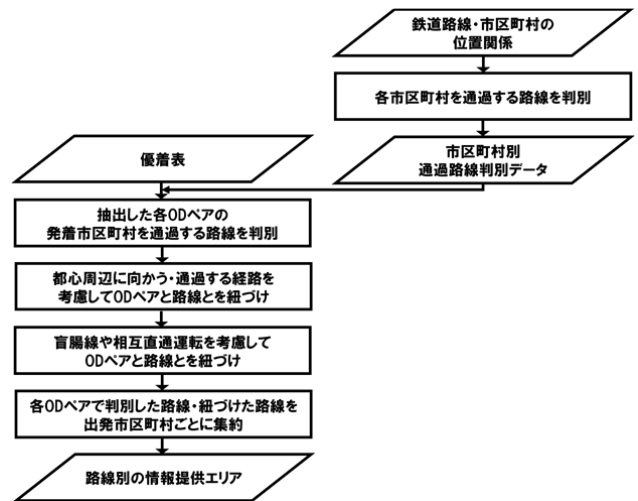 鉄道路線・市区町村の
位置関係
各市区町村を通過する路線を判別
市区町村別
通過路線判別データ
優着表
抽出した各ODペアの
発着市区町村を通過する路線を判別
都心周辺に向かう・通過する経路を
考慮してODペアと路線とを紐づけ
盲腸線や相互直通運転を考慮して
ODペアと路線とを紐づけ
各ODペアで判別した路線・紐づけた路線を
出発市区町村ごとに集約
路線別の情報提供エリア